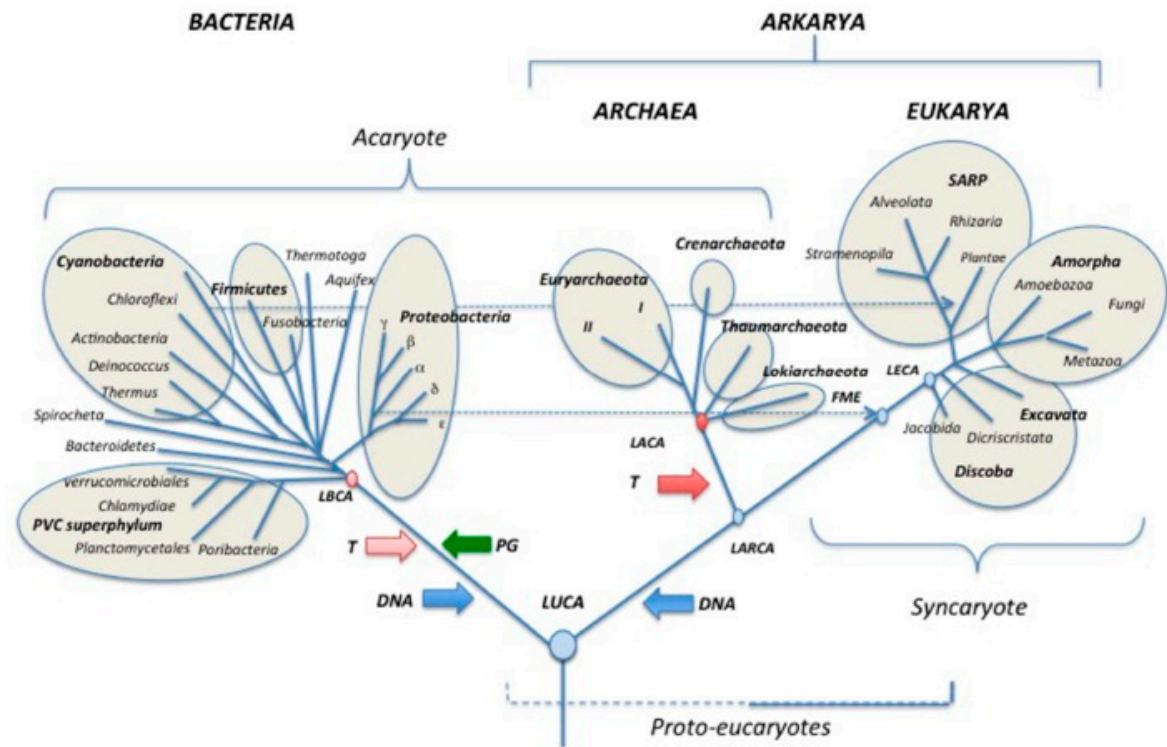 BACTERIA
ARKARYA
ARCHAEA
EUKARYA
Acaryote
SARP
Alveolata
Rhizaria
Stramenopila
Plantae
Cyanobacteria
Chloroflexi
Actinobacteria
Deinococcus
Thermus
Spirocheta
Bacteroidetes
Firmicutes
Fusobacteria
Thermotoga
Aquifex
Proteobacteria
γ
β
α
δ
ε
Euryarchaeota
I
II
Crenarchaeota
Thaumarchaeota
Lokiarchaeota
Amorpha
Amoebozoa
Fungi
Metazoa
LECA
FME
Excavata
Jacobida
Dicriscristata
Discoba
verrucomicrobiales
Chlamydiae
PVC superphylum
Planctomycetales
Poribacteria
LBCA
LACA
T
LARCA
T
PG
DNA
LUCA
DNA
Syncaryote
Proto-eucaryotes